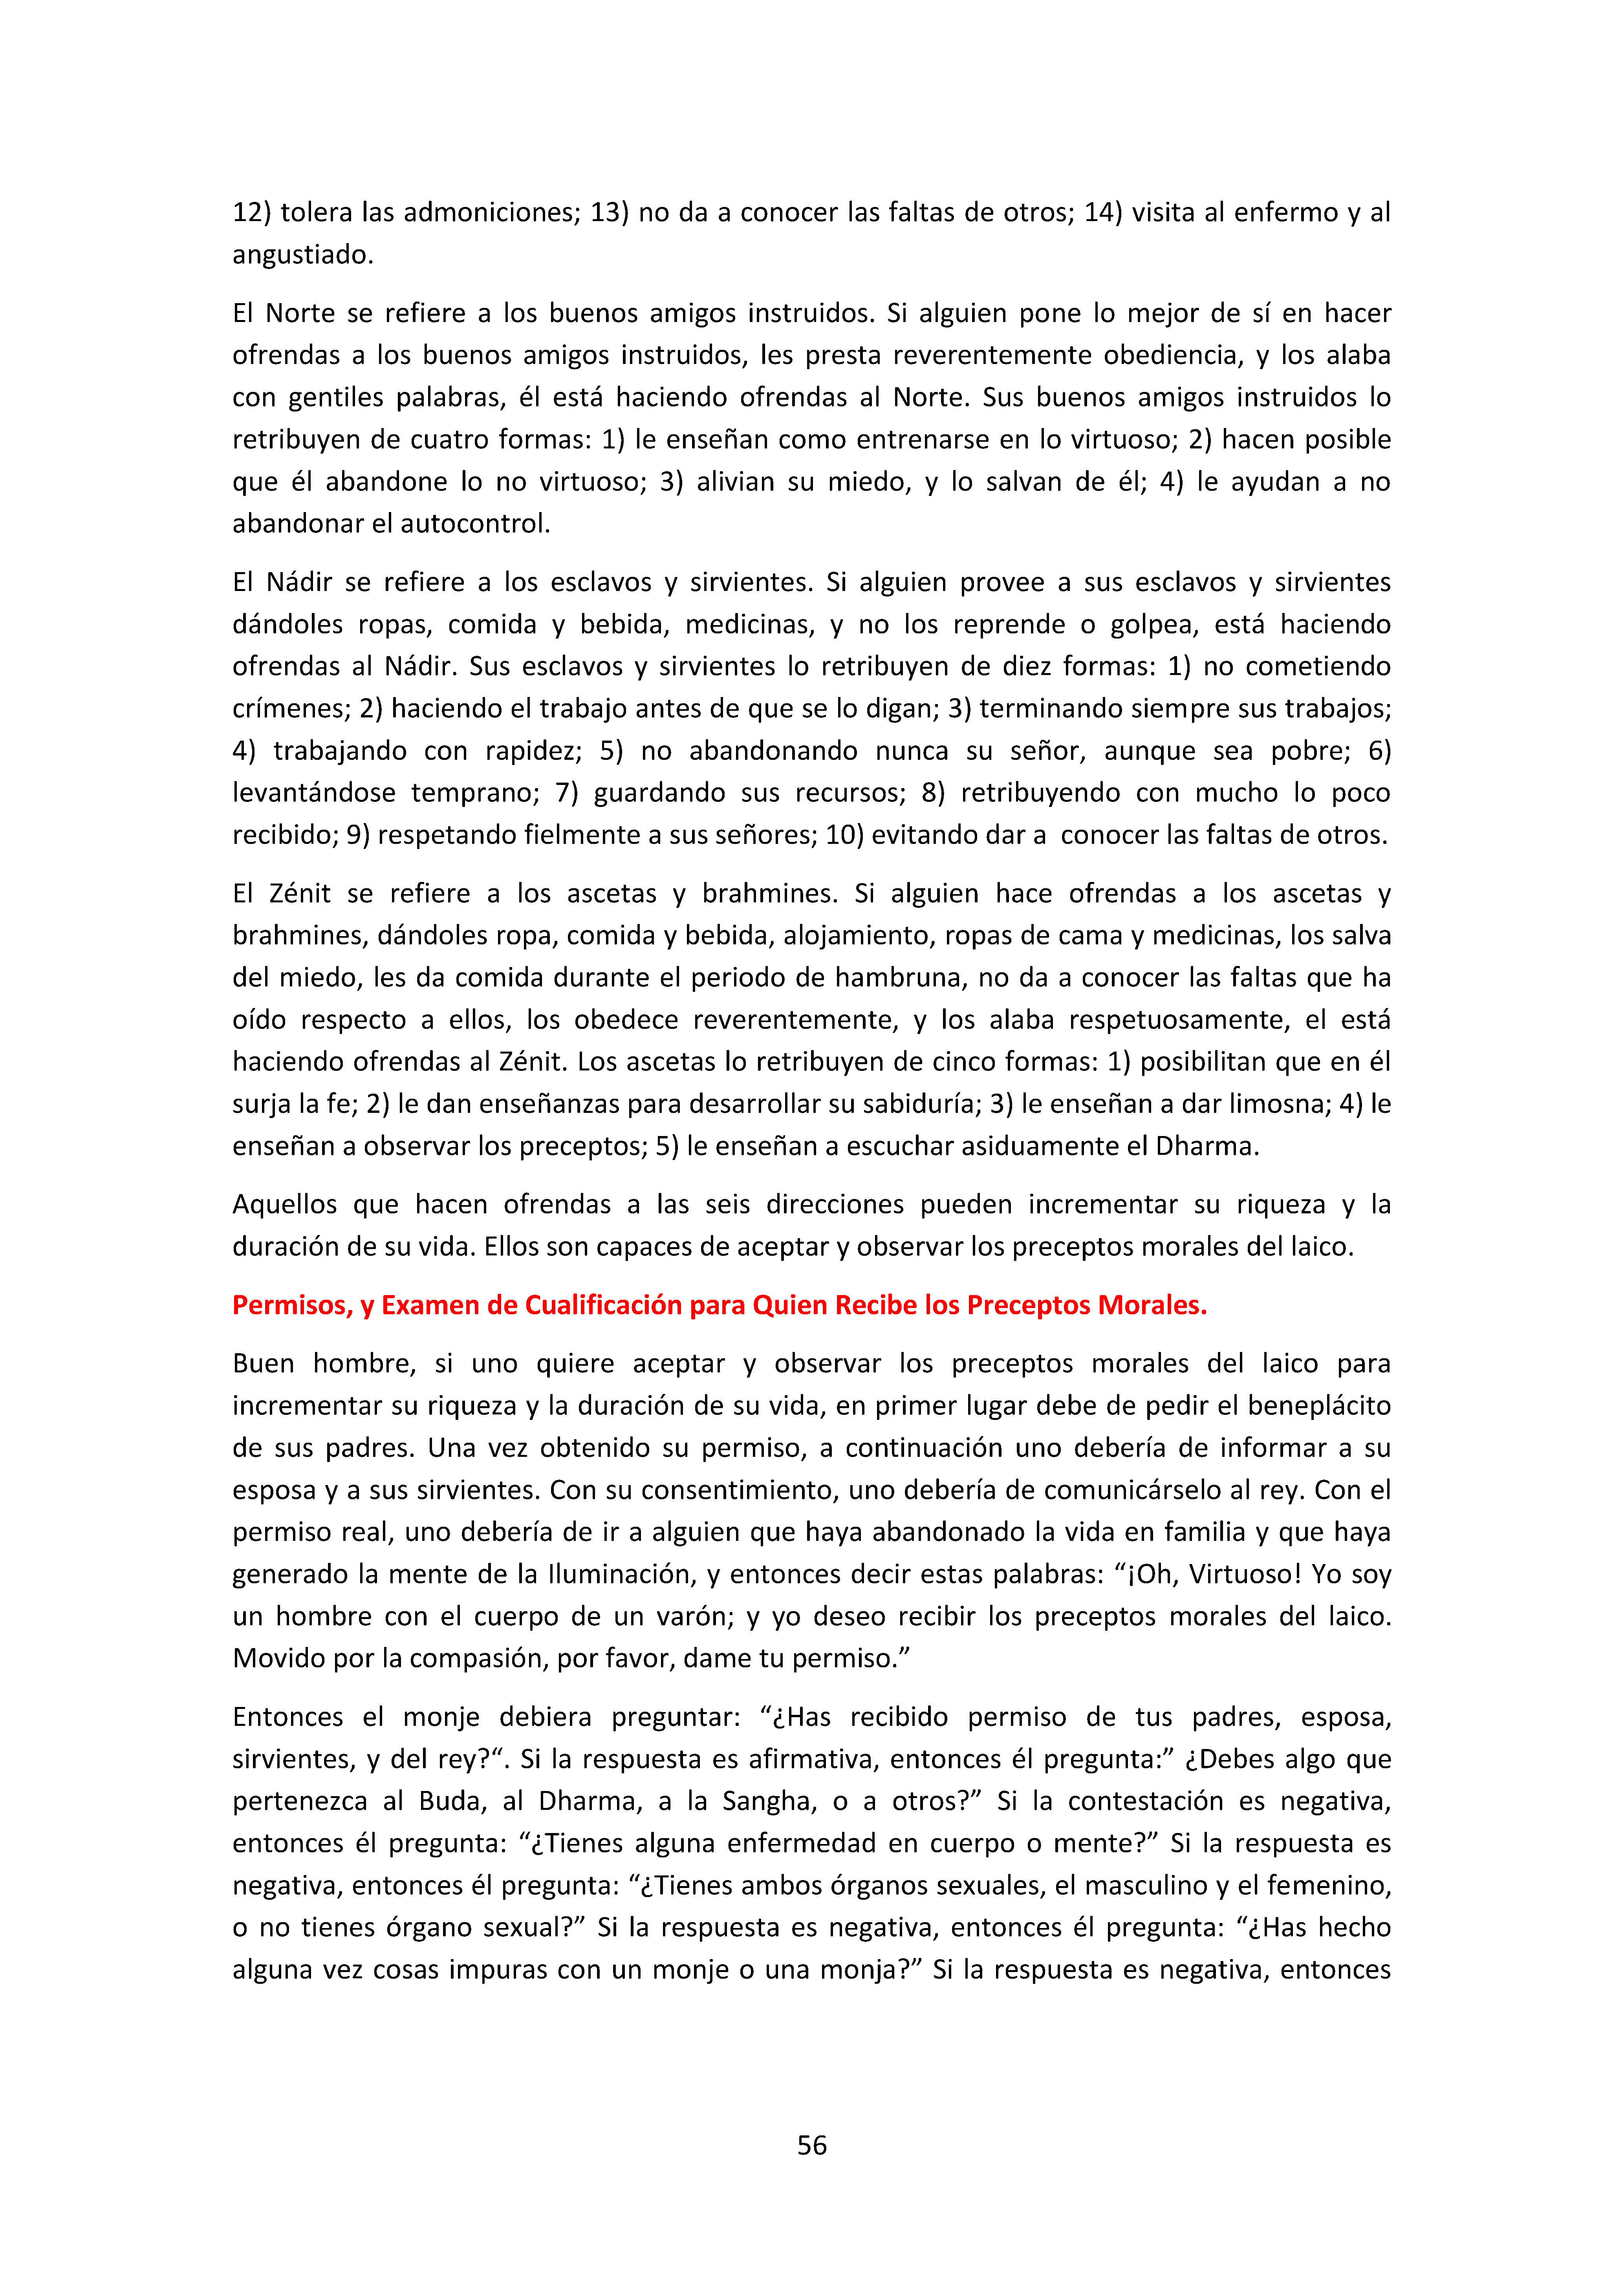 12) tolera las admoniciones; 13) no da a conocer las faltas de otros; 14) visita al enfermo y al
angustiado.
El Norte se refiere a los buenos amigos instruidos. Si alguien pone lo mejor de sí en hacer
ofrendas a los buenos amigos instruidos, les presta reverentemente obediencia, y los alaba
con gentiles palabras, él está haciendo ofrendas al Norte. Sus buenos amigos instruidos lo
retribuyen de cuatro formas: 1) le enseñan como entrenarse en lo virtuoso; 2) hacen posible
que él abandone lo no virtuoso; 3) alivian su miedo, y lo salvan de él; 4) le ayudan a no
abandonar el autocontrol.
El Nádir se refiere a los esclavos y sirvientes. Si alguien provee a sus esclavos y sirvientes
dándoles ropas, comida y bebida, medicinas, y no los reprende o golpea, está haciendo
ofrendas al Nádir. Sus esclavos y sirvientes lo retribuyen de diez formas: 1) no cometiendo
crímenes; 2) haciendo el trabajo antes de que se lo digan; 3) terminando siempre sus trabajos;
4) trabajando con rapidez; 5) no abandonando nunca su señor, aunque sea pobre; 6)
levantándose temprano; 7) guardando sus recursos; 8) retribuyendo con mucho lo poco
recibido; 9) respetando fielmente a sus señores; 10) evitando dar a  conocer las faltas de otros.
El Zénit se refiere a los ascetas y brahmines. Si alguien hace ofrendas a los ascetas y
brahmines, dándoles ropa, comida y bebida, alojamiento, ropas de cama y medicinas, los salva
del miedo, les da comida durante el periodo de hambruna, no da a conocer las faltas que ha
oído respecto a ellos, los obedece reverentemente, y los alaba respetuosamente, el está
haciendo ofrendas al Zénit. Los ascetas lo retribuyen de cinco formas: 1) posibilitan que en él
surja la fe; 2) le dan enseñanzas para desarrollar su sabiduría; 3) le enseñan a dar limosna; 4) le
enseñan a observar los preceptos; 5) le enseñan a escuchar asiduamente el Dharma.
Aquellos que hacen ofrendas a las seis direcciones pueden incrementar su riqueza y la
duración de su vida. Ellos son capaces de aceptar y observar los preceptos morales del laico.
Permisos, y Examen de Cualificación para Quien Recibe los Preceptos Morales.
Buen hombre, si uno quiere aceptar y observar los preceptos morales del laico para
incrementar su riqueza y la duración de su vida, en primer lugar debe de pedir el beneplácito
de sus padres. Una vez obtenido su permiso, a continuación uno debería de informar a su
esposa y a sus sirvientes. Con su consentimiento, uno debería de comunicárselo al rey. Con el
permiso real, uno debería de ir a alguien que haya abandonado la vida en familia y que haya
generado la mente de la Iluminación, y entonces decir estas palabras: “¡Oh, Virtuoso! Yo soy
un hombre con el cuerpo de un varón; y yo deseo recibir los preceptos morales del laico.
Movido por la compasión, por favor, dame tu permiso.”
Entonces el monje debiera preguntar: “¿Has recibido permiso de tus padres, esposa,
sirvientes, y del rey?“. Si la respuesta es afirmativa, entonces él pregunta:” ¿Debes algo que
pertenezca al Buda, al Dharma, a la Sangha, o a otros?” Si la contestación es negativa,
entonces él pregunta: “¿Tienes alguna enfermedad en cuerpo o mente?” Si la respuesta es
negativa, entonces él pregunta: “¿Tienes ambos órganos sexuales, el masculino y el femenino,
o no tienes órgano sexual?” Si la respuesta es negativa, entonces él pregunta: “¿Has hecho
alguna vez cosas impuras con un monje o una monja?” Si la respuesta es negativa, entonces
56